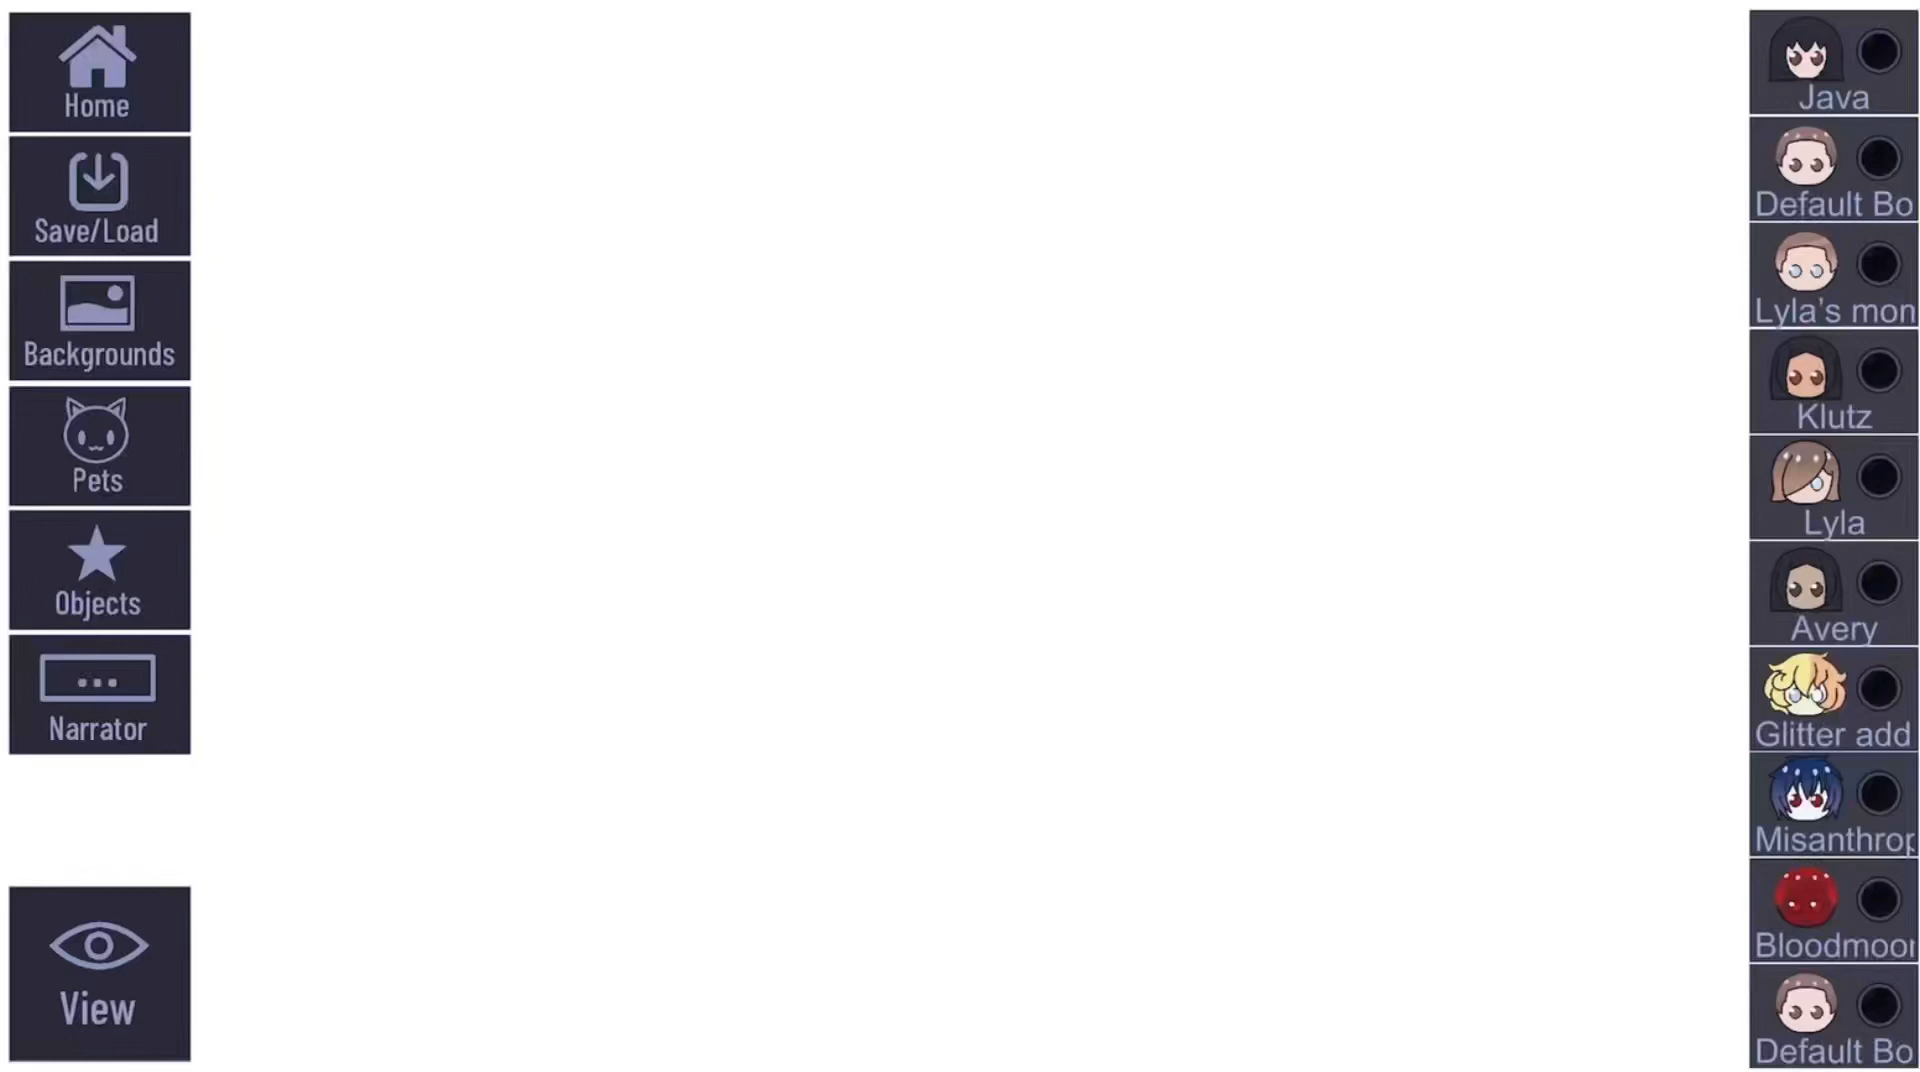 Home
Save/Load
Backgrounds
Pets
Objects
...
Narrator
View
Java
Default Bo
Lyla's mon
Klutz
Lyla
Avery
Glitter add
Misanthrop
Bloodmoon
Default Bo